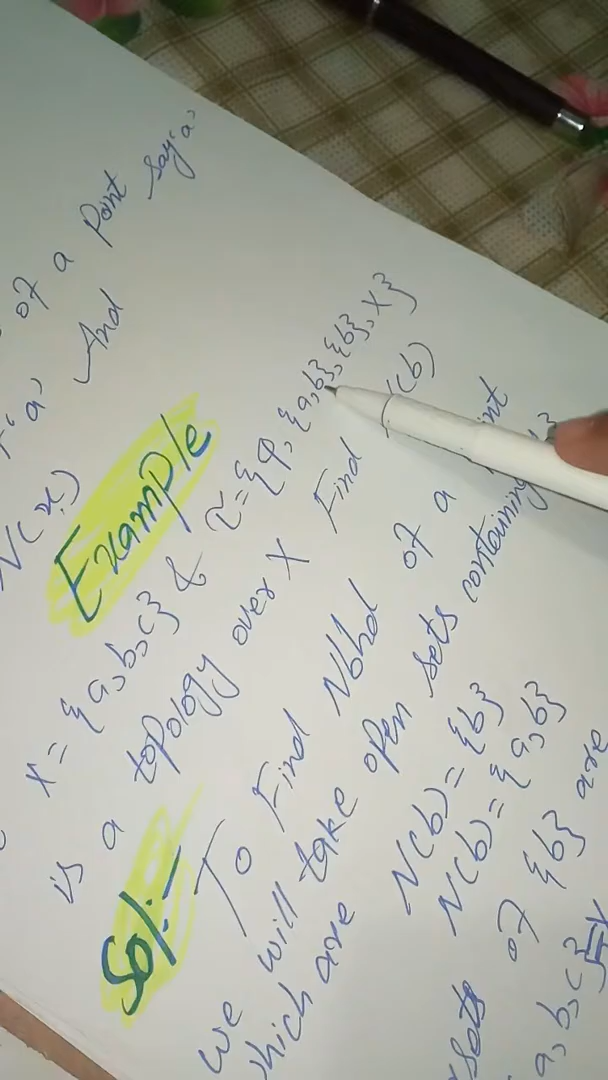 of a point say 'a'
'a' And
N(x)
Example
X = {a,b,c} & τ = {φ, {a,b}, {b}, X}
is a topology over X Find (b)
Sol:-
To Find Nbhd of a
we will take open sets containing
which are N(b) = {b}
N(b) = {a,b}
sets of {b} are
a,b,c}